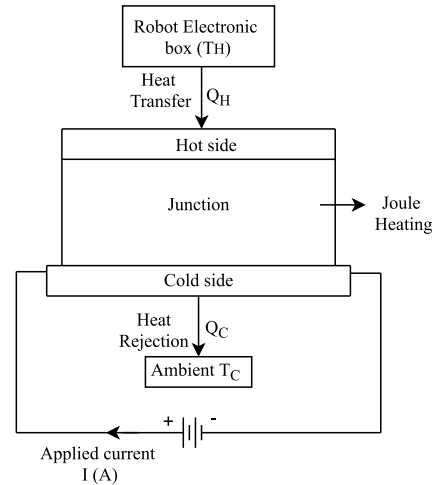 Robot Electronic
box (TH)
Heat
Transfer
QH
Hot side
Junction
Joule
Heating
Cold side
Heat
Rejection
QC
Ambient TC
+
-
Applied current
I (A)